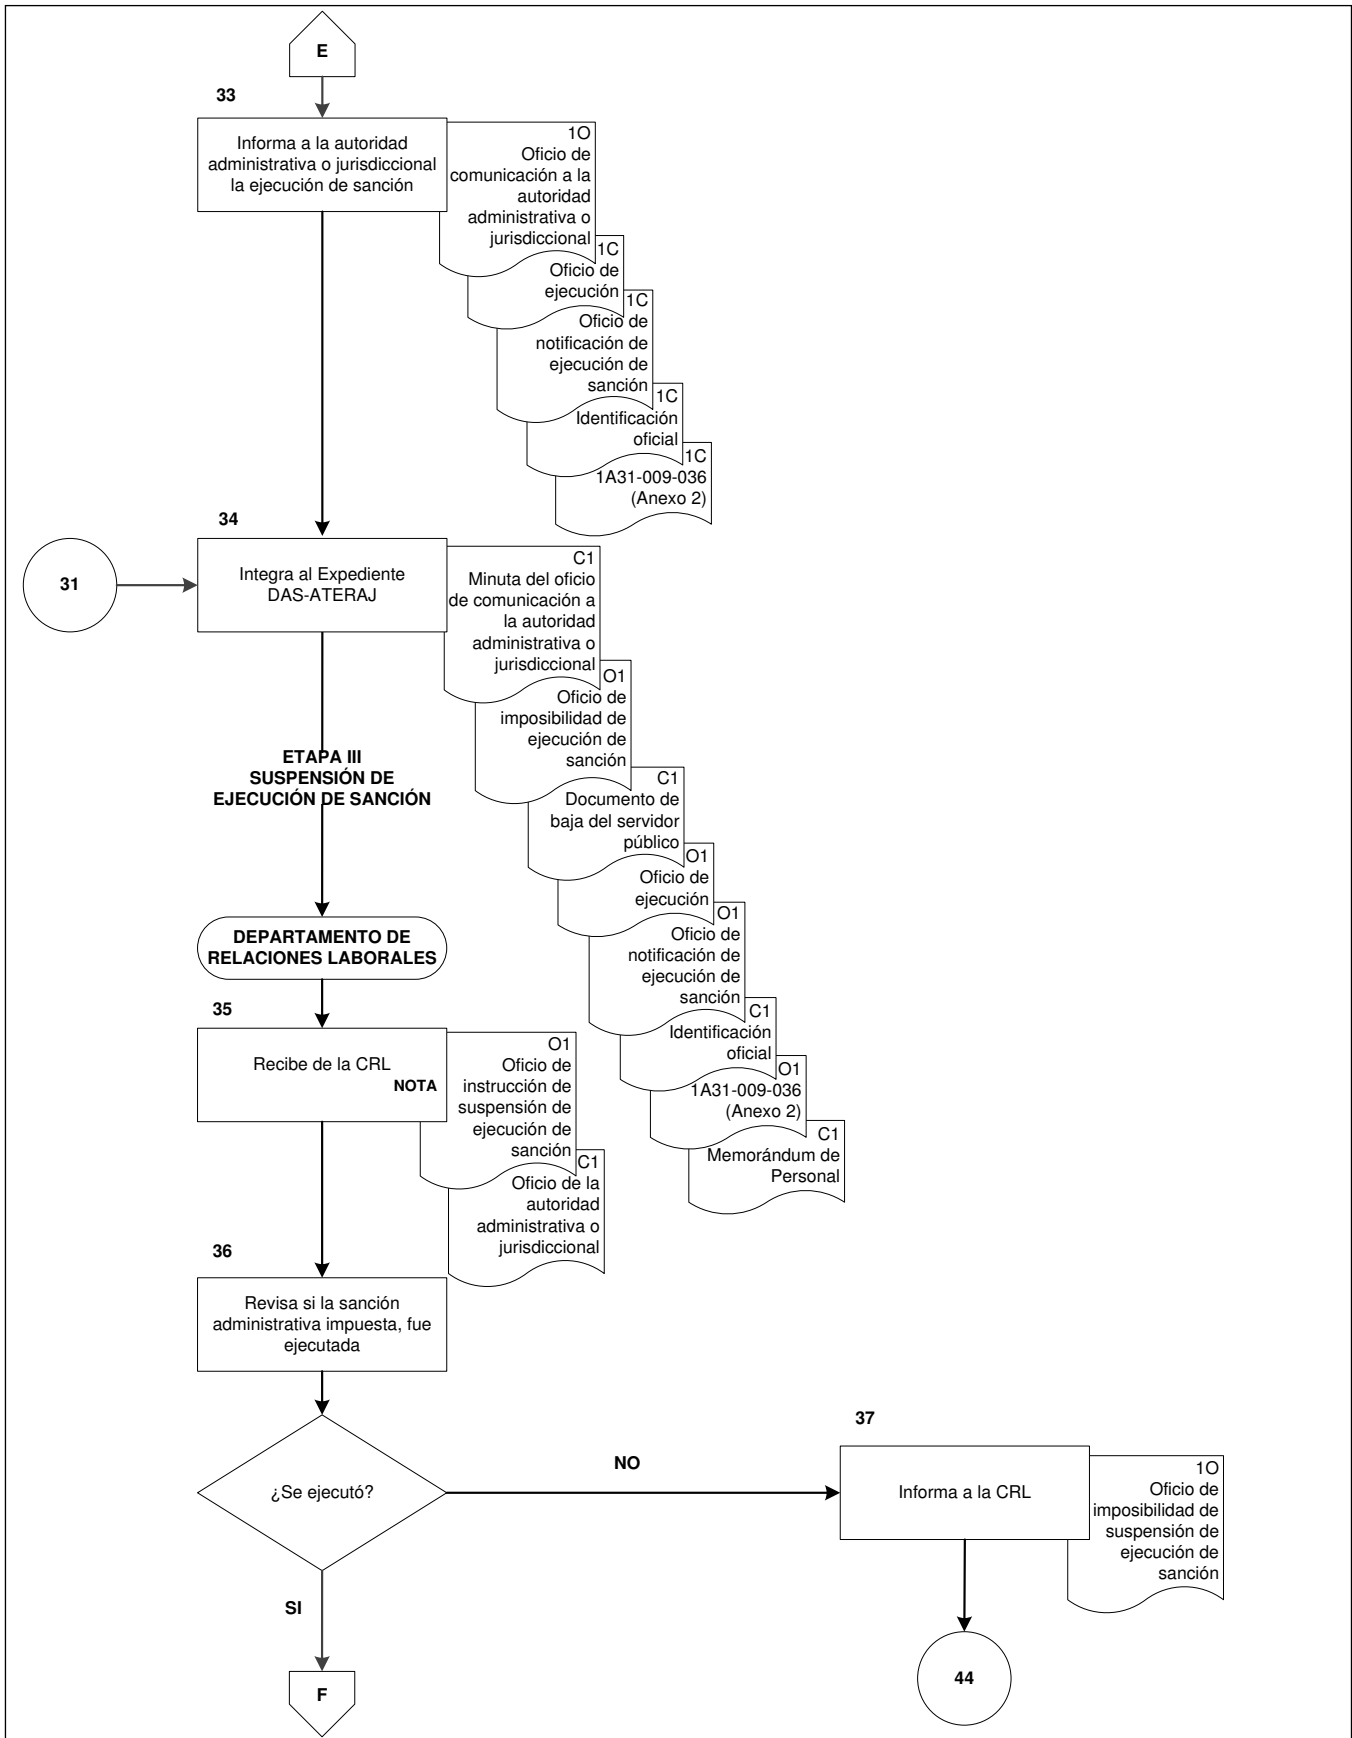 E
33
Informa a la autoridad
administrativa o jurisdiccional
la ejecución de sanción
1O
Oficio de
comunicación a la
autoridad
administrativa o
jurisdiccional
1C
Oficio de
ejecución
1C
Oficio de
notificación de
ejecución de
sanción
1C
Identificación
oficial
1C
1A31-009-036
(Anexo 2)
34
31
Integra al Expediente
DAS-ATERAJ
C1
Minuta del oficio
de comunicación a
la autoridad
administrativa o
jurisdiccional
O1
Oficio de
imposibilidad de
ejecución de
sanción
C1
Documento de
baja del servidor
público
O1
Oficio de
ejecución
O1
Oficio de
notificación de
ejecución de
sanción
C1
Identificación
oficial
O1
1A31-009-036
(Anexo 2)
C1
Memorándum de
Personal
ETAPA III
SUSPENSIÓN DE
EJECUCIÓN DE SANCIÓN
DEPARTAMENTO DE
RELACIONES LABORALES
35
Recibe de la CRL
NOTA
O1
Oficio de
instrucción de
suspensión de
ejecución de
sanción
C1
Oficio de la
autoridad
administrativa o
jurisdiccional
36
Revisa si la sanción
administrativa impuesta, fue
ejecutada
¿Se ejecutó?
NO
37
Informa a la CRL
1O
Oficio de
imposibilidad de
suspensión de
ejecución de
sanción
SI
44
F